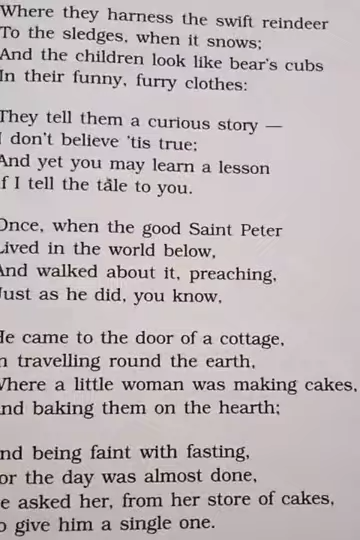 Where they harness the swift reindeer
To the sledges, when it snows;
And the children look like bear's cubs
In their funny, furry clothes:
They tell them a curious story —
I don't believe 'tis true;
And yet you may learn a lesson
If I tell the tale to you.
Once, when the good Saint Peter
Lived in the world below,
And walked about it, preaching,
Just as he did, you know,
He came to the door of a cottage,
In travelling round the earth,
Where a little woman was making cakes,
And baking them on the hearth;
And being faint with fasting,
For the day was almost done,
He asked her, from her store of cakes,
To give him a single one.